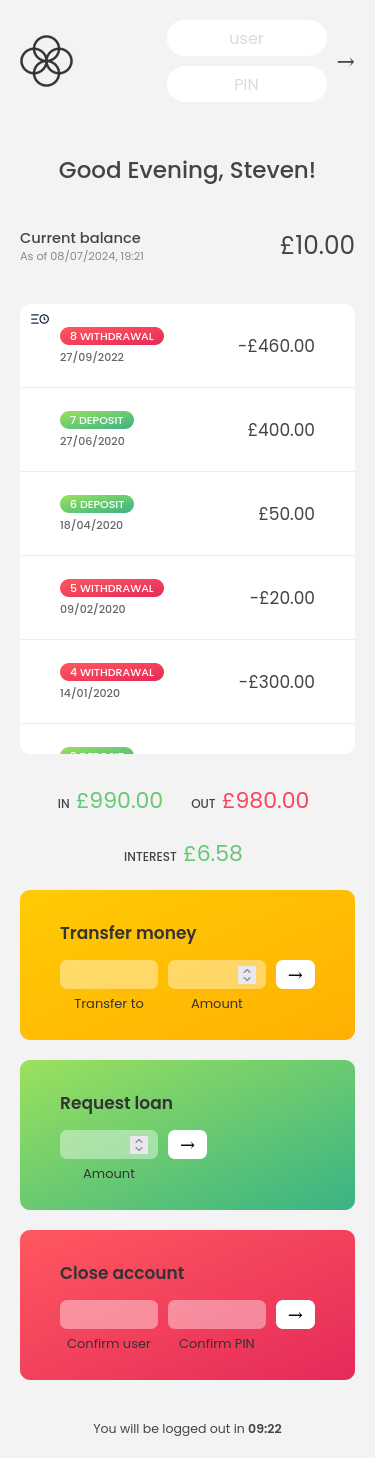 user
PIN
→
Good Evening, Steven!
Current balance
As of 08/07/2024, 19:21
£10.00
8 WITHDRAWAL
27/09/2022
-£460.00
7 DEPOSIT
27/06/2020
£400.00
6 DEPOSIT
18/04/2020
£50.00
5 WITHDRAWAL
09/02/2020
-£20.00
4 WITHDRAWAL
14/01/2020
-£300.00
IN £990.00 OUT £980.00
INTEREST £6.58
Transfer money
→
Transfer to Amount
Request loan
→
Amount
Close account
→
Confirm user Confirm PIN
You will be logged out in 09:22